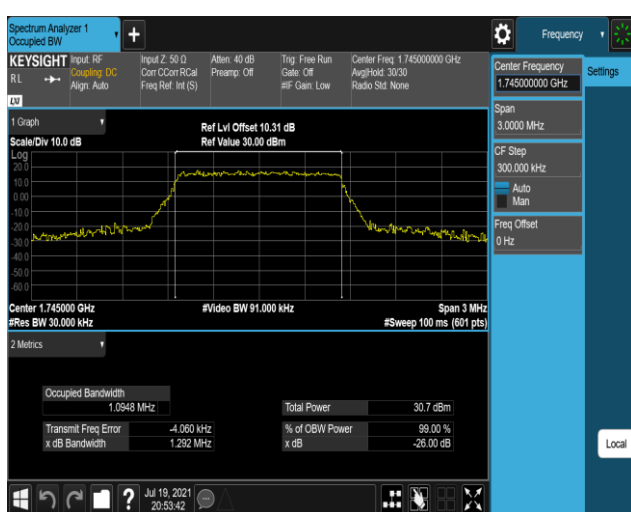 Spectrum Analyzer 1
Occupied BW
+
Frequency
KEYSIGHT
RL
LXI
Input: RF
Coupling: DC
Align: Auto
Input Z: 50 Ω
Corr CCorr RCal
Freq Ref: Int (S)
Atten: 40 dB
Preamp: Off
Trig: Free Run
Gate: Off
#IF Gain: Low
Center Freq: 1.745000000 GHz
Avg|Hold: 30/30
Radio Std: None
Center Frequency
1.745000000 GHz
Settings
Span
3.0000 MHz
CF Step
300.000 kHz
Auto
Man
Freq Offset
0 Hz
Local
1 Graph
Scale/Div 10.0 dB
Ref Lvl Offset 10.31 dB
Ref Value 30.00 dBm
Log
20.0
10.0
0.00
-10.0
-20.0
-30.0
-40.0
-50.0
-60.0
Center 1.745000 GHz
#Res BW 30.000 kHz
#Video BW 91.000 kHz
Span 3 MHz
#Sweep 100 ms (601 pts)
2 Metrics
Occupied Bandwidth
1.0948 MHz
Total Power 30.7 dBm
Transmit Freq Error -4.060 kHz
% of OBW Power 99.00 %
x dB Bandwidth 1.292 MHz
x dB -26.00 dB
?
Jul 19, 2021
20:53:42